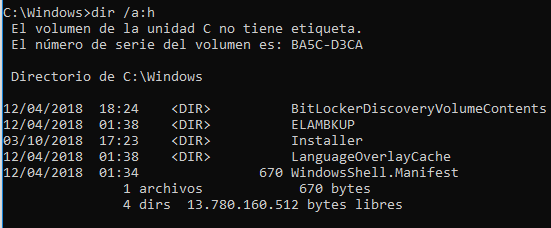 C:\Windows>dir /a:h
 El volumen de la unidad C no tiene etiqueta.
 El número de serie del volumen es: BA5C-D3CA

 Directorio de C:\Windows

12/04/2018  18:24    <DIR>          BitLockerDiscoveryVolumeContents
12/04/2018  01:38    <DIR>          ELAMBKUP
03/10/2018  17:23    <DIR>          Installer
12/04/2018  01:38    <DIR>          LanguageOverlayCache
12/04/2018  01:34               670 WindowsShell.Manifest
               1 archivos            670 bytes
               4 dirs  13.780.160.512 bytes libres